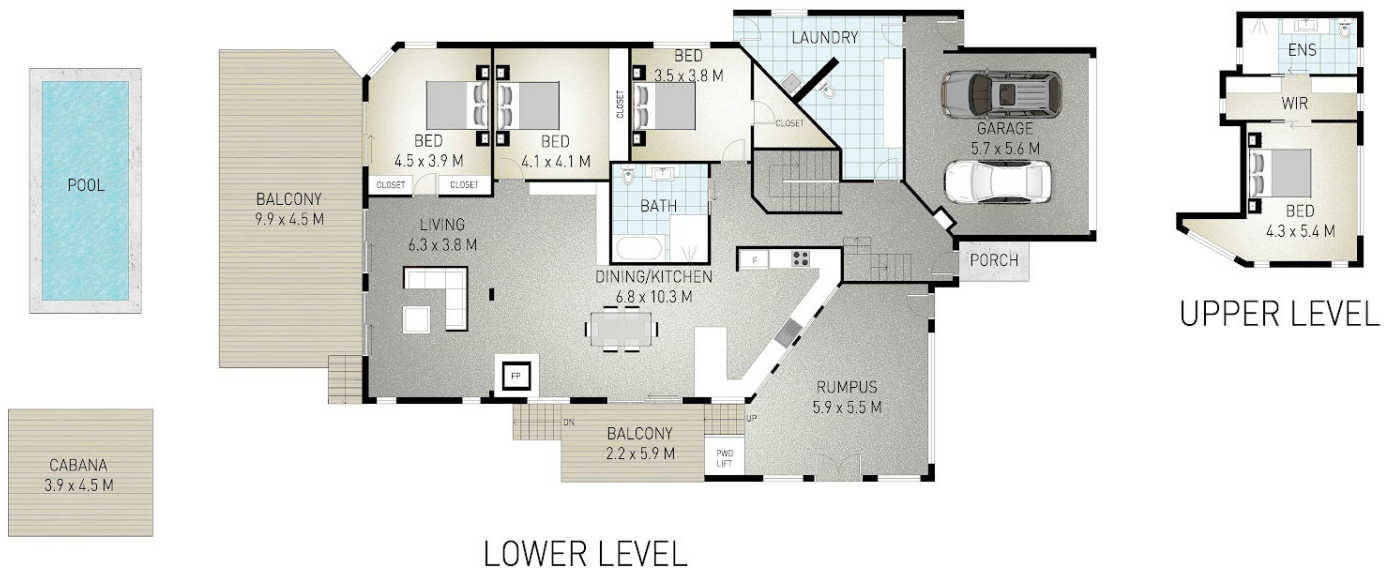 POOL
CABANA
3.9 x 4.5 M
BALCONY
9.9 x 4.5 M
BED
4.5 x 3.9 M
CLOSET
CLOSET
BED
4.1 x 4.1 M
CLOSET
BED
3.5 x 3.8 M
CLOSET
LAUNDRY
GARAGE
5.7 x 5.6 M
BATH
LIVING
6.3 x 3.8 M
DINING/KITCHEN
6.8 x 10.3 M
F
PORCH
FP
RUMPUS
5.9 x 5.5 M
DN
UP
BALCONY
2.2 x 5.9 M
PWD
LIFT
LOWER LEVEL
ENS
WIR
BED
4.3 x 5.4 M
UPPER LEVEL